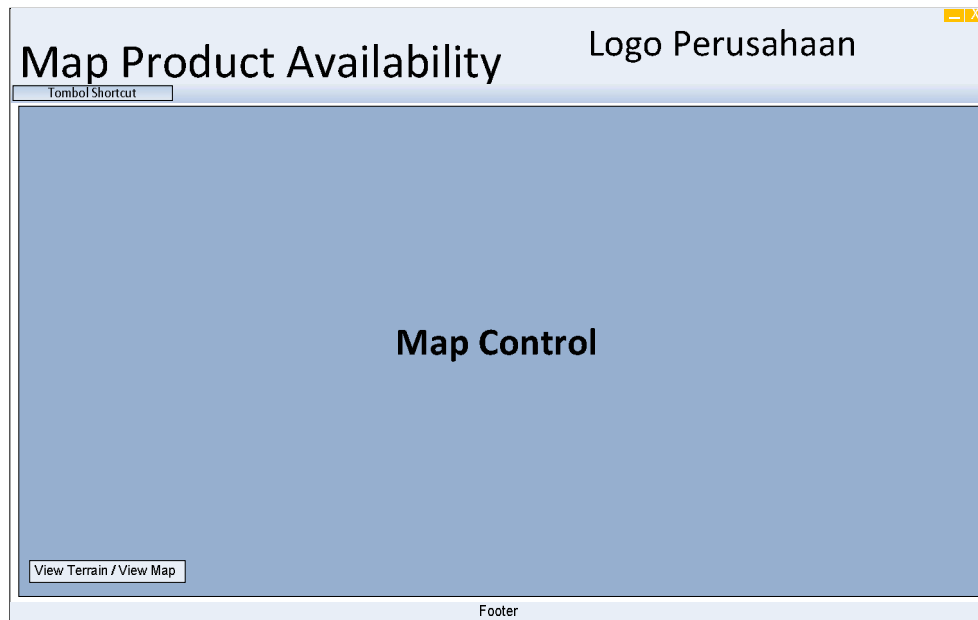 Logo Perusahaan
Map Product Availability
Tombol Shortcut
Map Control
View Terrain / View Map
Footer